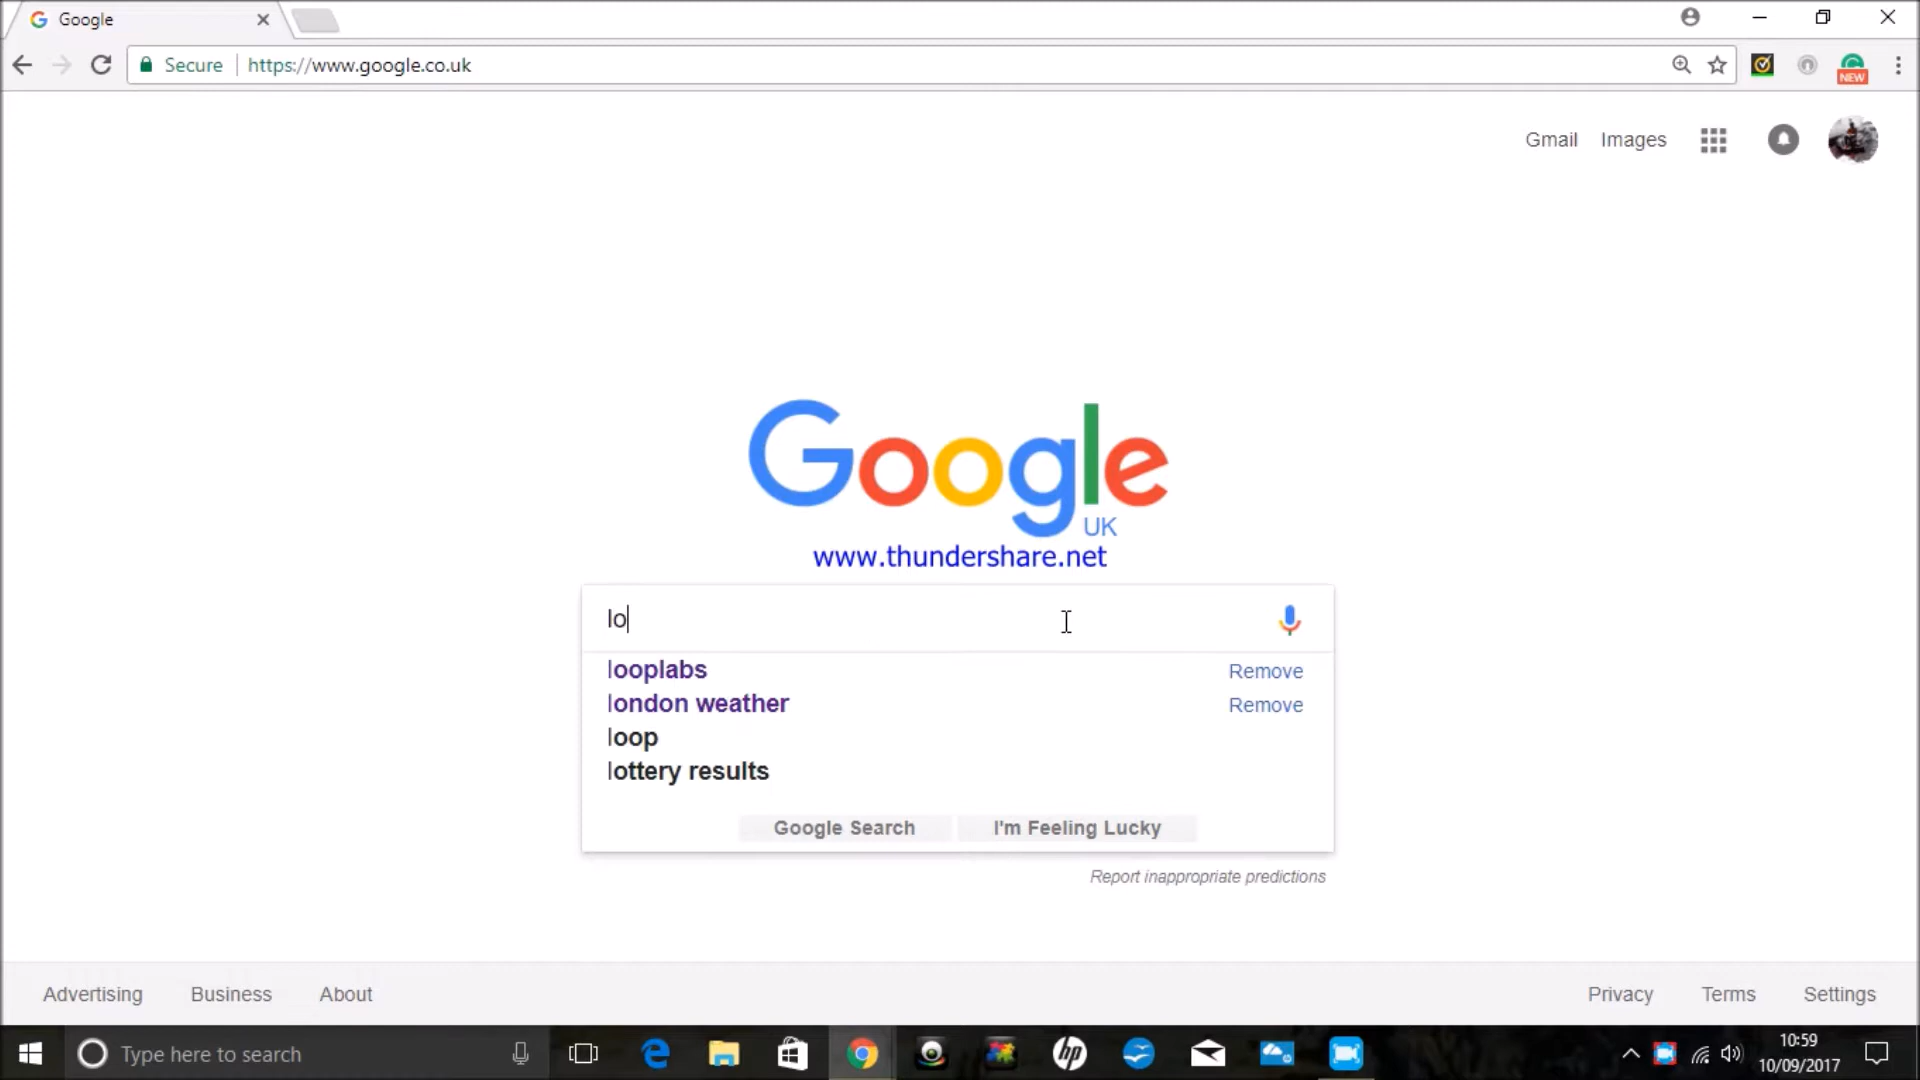 Google
Secure
https://www.google.co.uk
NEW
Gmail
Images
Google
UK
www.thundershare.net
lo
looplabs
Remove
london weather
Remove
loop
lottery results
Google Search
I'm Feeling Lucky
Report inappropriate predictions
Advertising
Business
About
Privacy
Terms
Settings
Type here to search
hp
10:59
10/09/2017